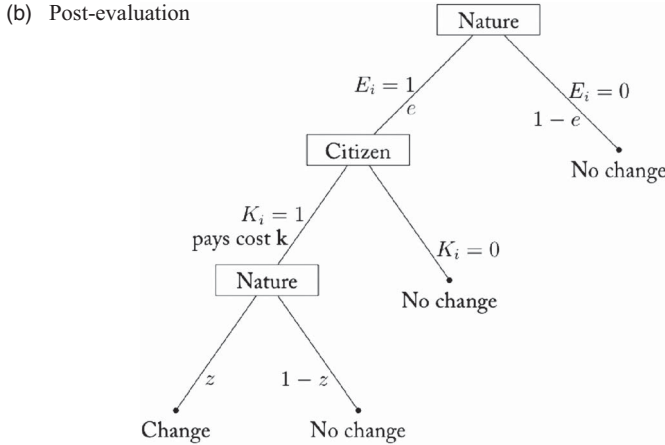 (b) Post-evaluation
Nature
E_i = 1
e
E_i = 0
1 − e
Citizen
No change
K_i = 1
pays cost k
K_i = 0
Nature
No change
z
1 − z
Change
No change